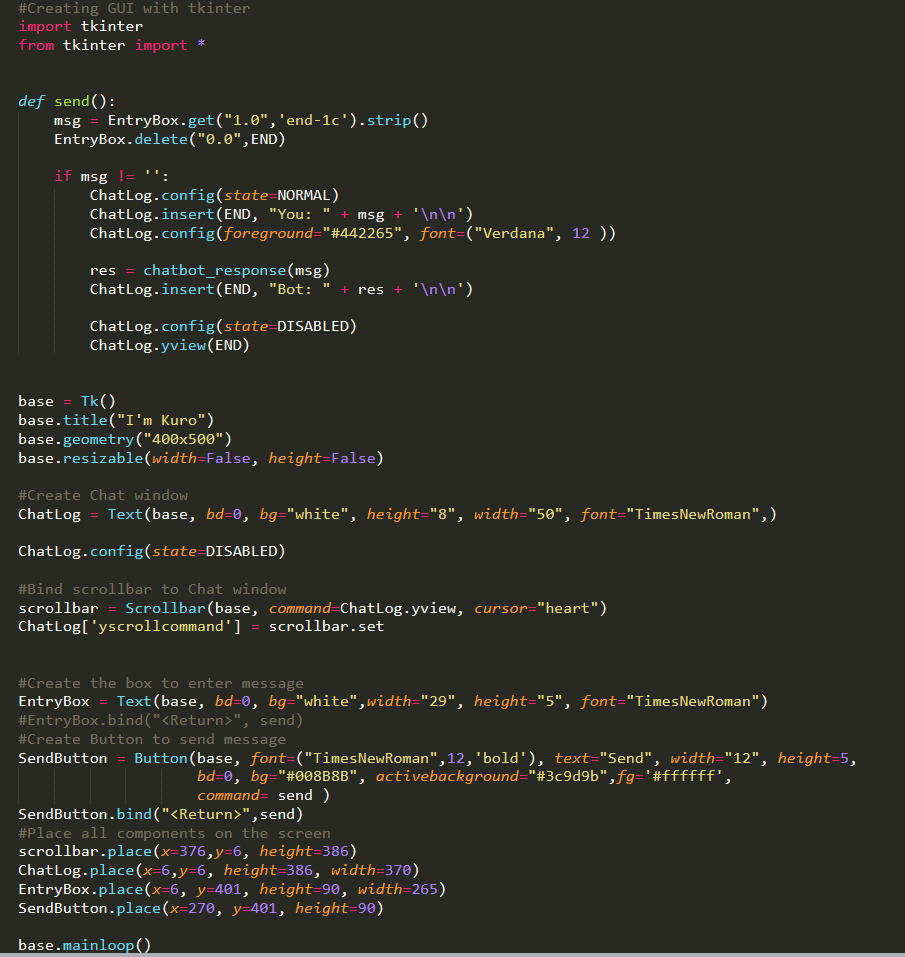 #Creating GUI with tkinter
import tkinter
from tkinter import *
def send():
msg = EntryBox.get("1.0",'end-1c').strip()
EntryBox.delete("0.0",END)
if msg != '':
ChatLog.config(state=NORMAL)
ChatLog.insert(END, "You: " + msg + '\n\n')
ChatLog.config(foreground="#442265", font=("Verdana", 12 ))
res = chatbot_response(msg)
ChatLog.insert(END, "Bot: " + res + '\n\n')
ChatLog.config(state=DISABLED)
ChatLog.yview(END)
base = Tk()
base.title("I'm Kuro")
base.geometry("400x500")
base.resizable(width=False, height=False)
#Create Chat window
ChatLog = Text(base, bd=0, bg="white", height="8", width="50", font="TimesNewRoman",)
ChatLog.config(state=DISABLED)
#Bind scrollbar to Chat window
scrollbar = Scrollbar(base, command=ChatLog.yview, cursor="heart")
ChatLog['yscrollcommand'] = scrollbar.set
#Create the box to enter message
EntryBox = Text(base, bd=0, bg="white",width="29", height="5", font="TimesNewRoman")
#EntryBox.bind("<Return>", send)
#Create Button to send message
SendButton = Button(base, font=("TimesNewRoman",12,'bold'), text="Send", width="12", height=5,
bd=0, bg="#008B8B", activebackground="#3c9d9b",fg='#ffffff',
command= send )
SendButton.bind("<Return>",send)
#Place all components on the screen
scrollbar.place(x=376,y=6, height=386)
ChatLog.place(x=6,y=6, height=386, width=370)
EntryBox.place(x=6, y=401, height=90, width=265)
SendButton.place(x=270, y=401, height=90)
base.mainloop()